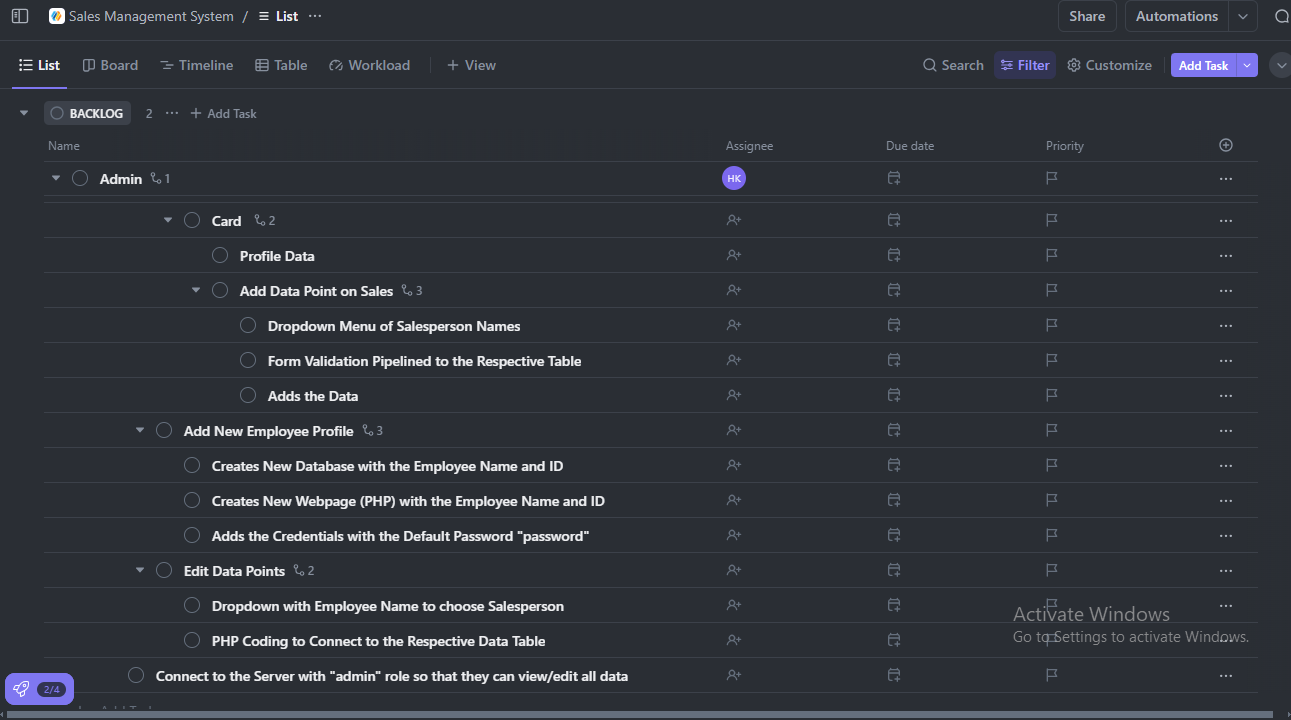 Sales Management System / List ···
Share
Automations
List
Board
Timeline
Table
Workload
+ View
Search
Filter
Customize
Add Task
BACKLOG 2 ··· + Add Task
Name Assignee Due date Priority
Admin 1 HK
Card 2
Profile Data
Add Data Point on Sales 3
Dropdown Menu of Salesperson Names
Form Validation Pipelined to the Respective Table
Adds the Data
Add New Employee Profile 3
Creates New Database with the Employee Name and ID
Creates New Webpage (PHP) with the Employee Name and ID
Adds the Credentials with the Default Password "password"
Edit Data Points 2
Dropdown with Employee Name to choose Salesperson
PHP Coding to Connect to the Respective Data Table
Connect to the Server with "admin" role so that they can view/edit all data
Activate Windows
Go to Settings to activate Windows.
2/4